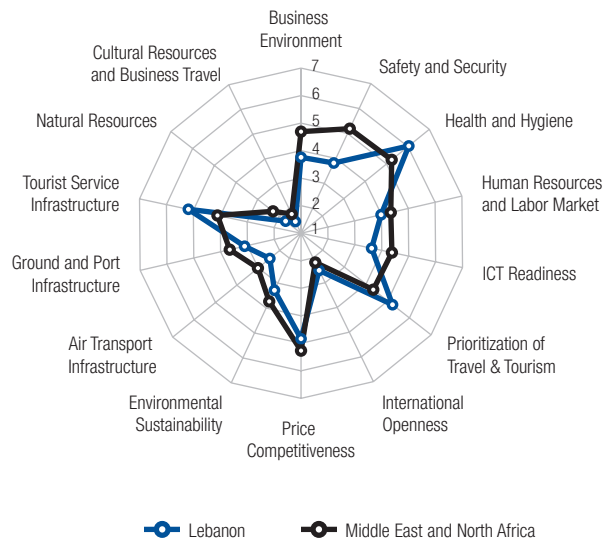 Business
Environment
Safety and Security
Health and Hygiene
Human Resources
and Labor Market
ICT Readiness
Prioritization of
Travel & Tourism
International
Openness
Price
Competitiveness
Environmental
Sustainability
Air Transport
Infrastructure
Ground and Port
Infrastructure
Tourist Service
Infrastructure
Natural Resources
Cultural Resources
and Business Travel
7
6
5
4
3
2
1
Lebanon
Middle East and North Africa